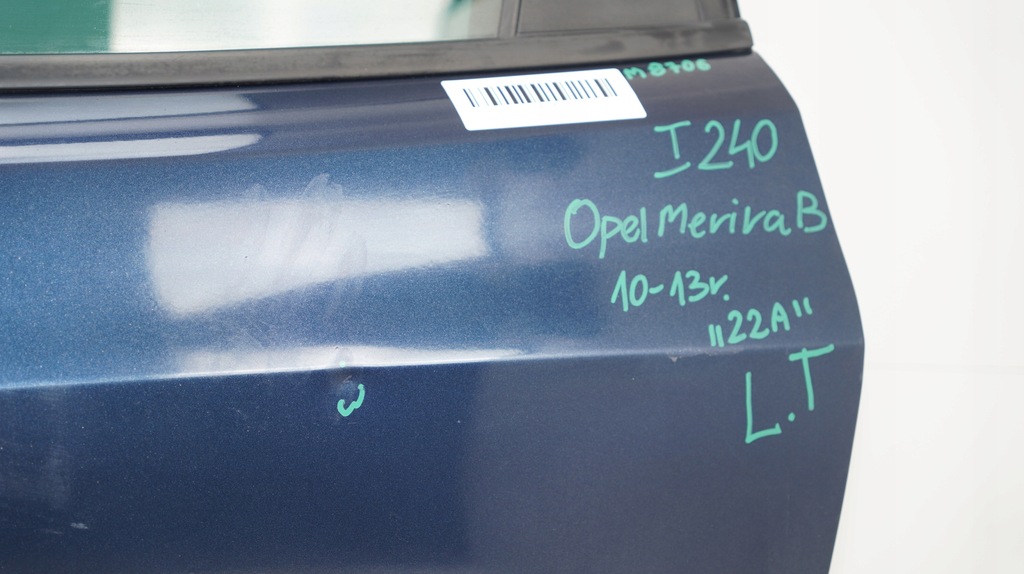 M8706
I240
Opel Meriva B
10-13r.
"22A"
L.T